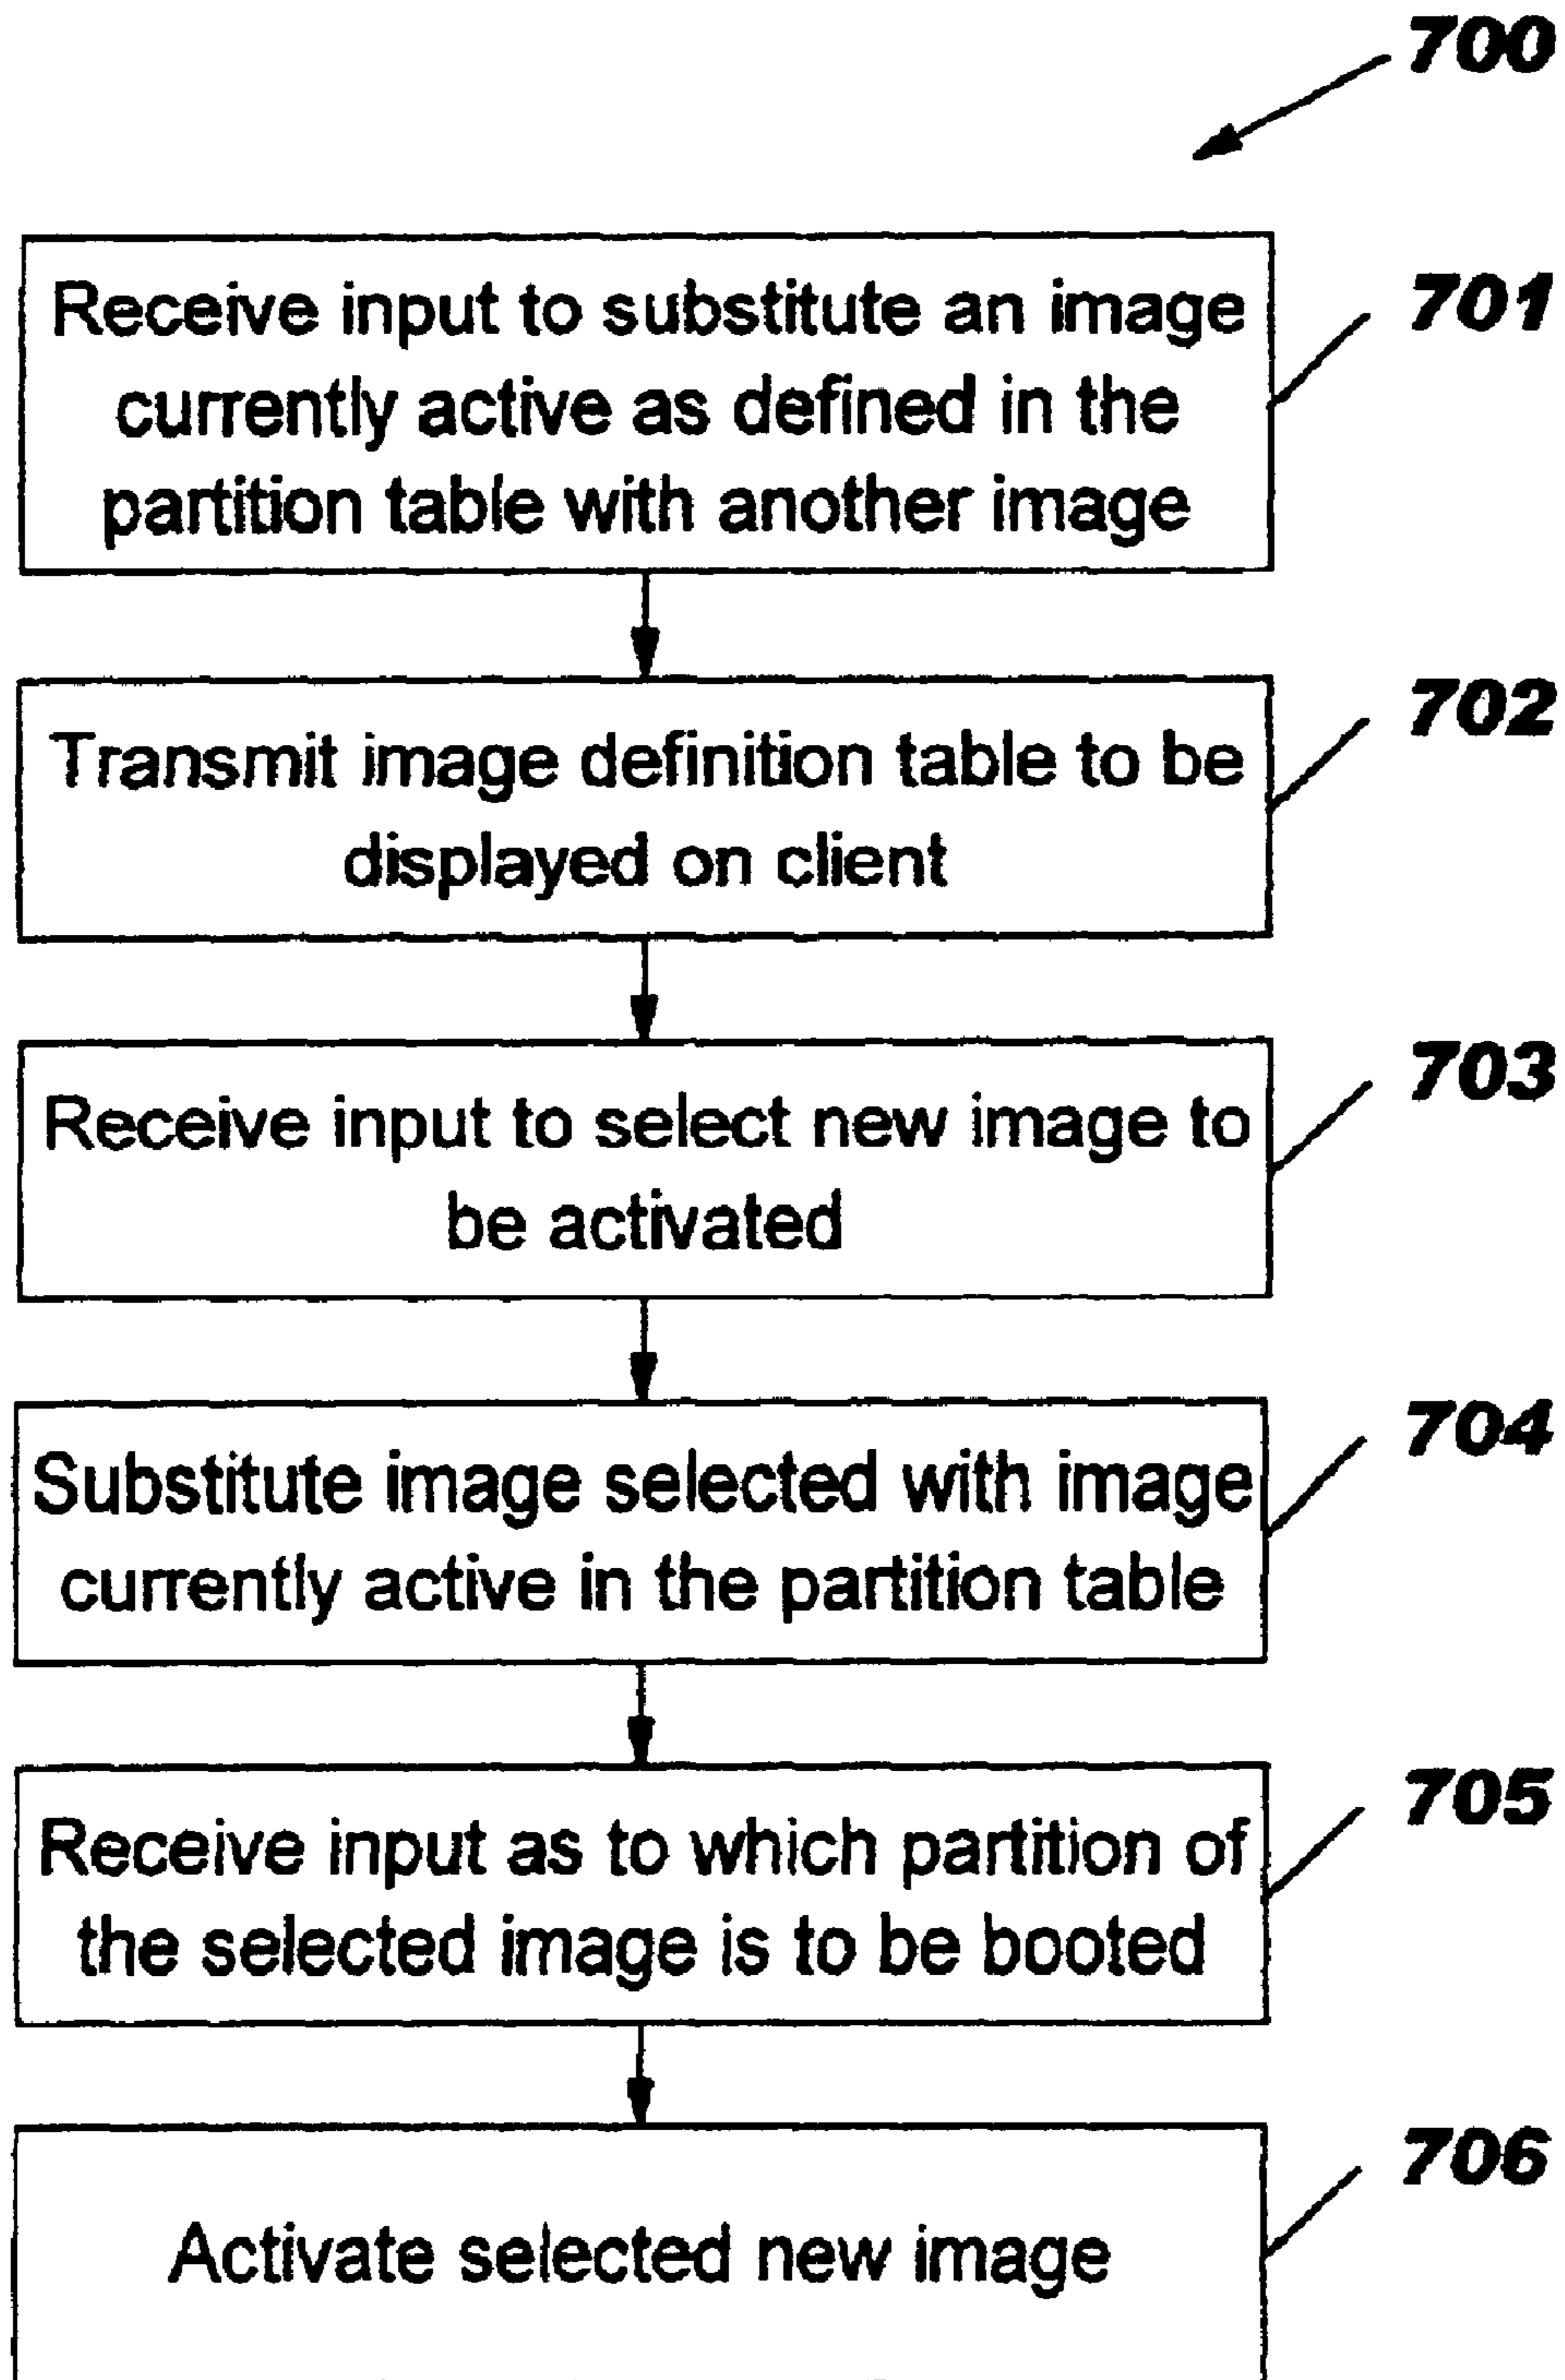 700
Receive input to substitute an image
currently active as defined in the
partition table with another image
701
Transmit image definition table to be
displayed on client
702
Receive input to select new image to
be activated
703
Substitute image selected with image
currently active in the partition table
704
Receive input as to which partition of
the selected image is to be booted
705
Activate selected new image
706